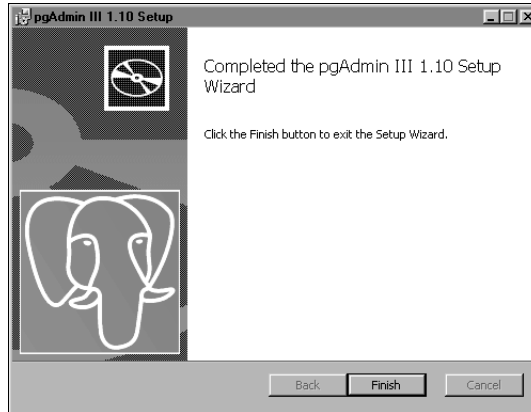 pgAdmin III 1.10 Setup
Completed the pgAdmin III 1.10 Setup
Wizard
Click the Finish button to exit the Setup Wizard.
Back
Finish
Cancel